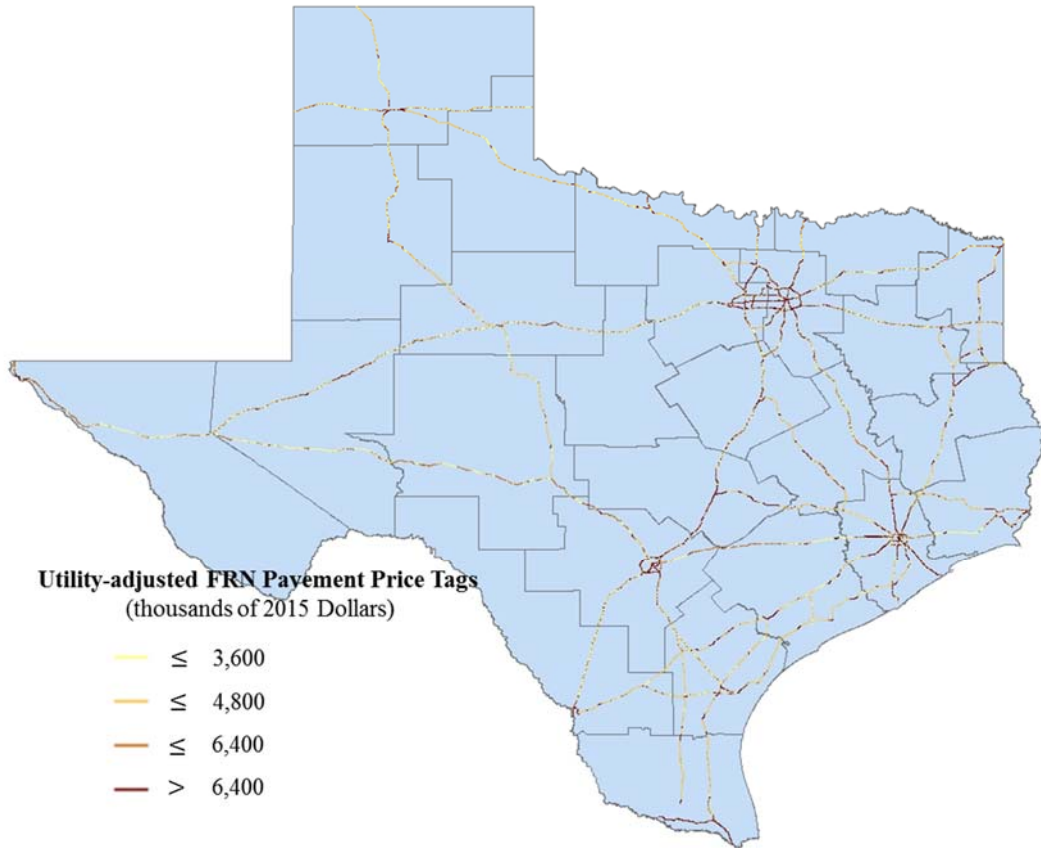 Utility-adjusted FRN Pavement Price Tags
(thousands of 2015 Dollars)
≤ 3,600
≤ 4,800
≤ 6,400
> 6,400